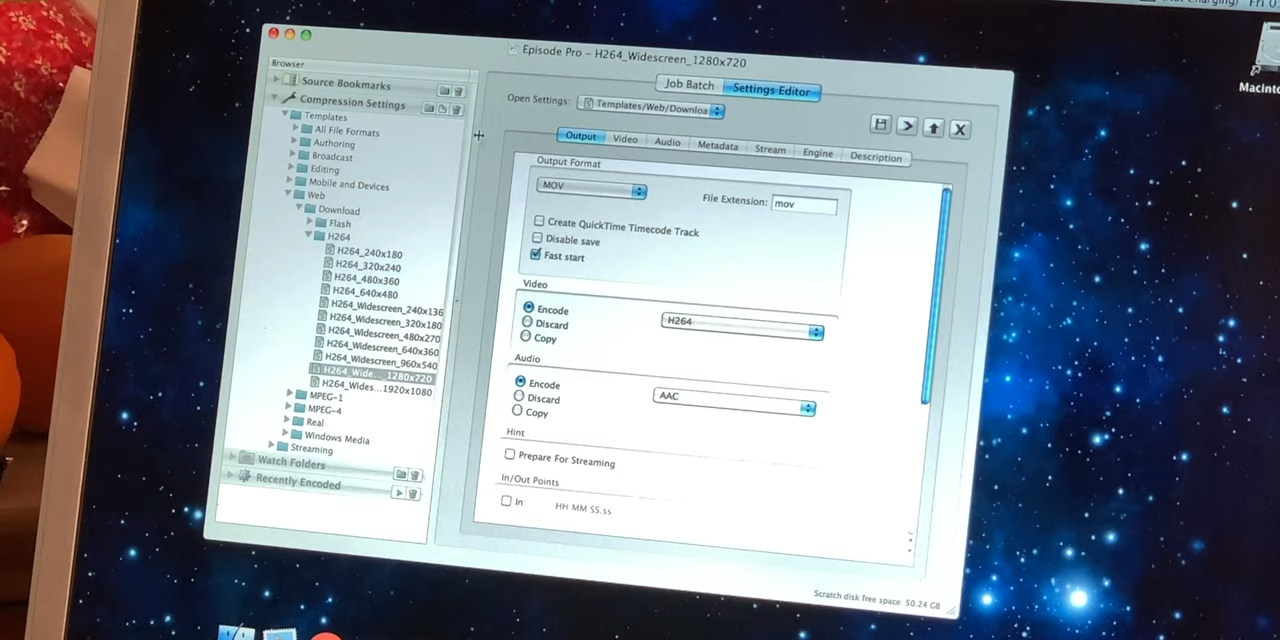 Episode Pro - H264_Widescreen_1280x720
Macinto
Browser
Source Bookmarks
Compression Settings
Templates
All File Formats
Authoring
Broadcast
Editing
Mobile and Devices
Web
Download
Flash
H264
H264_240x180
H264_320x240
H264_480x360
H264_640x480
H264_Widescreen_240x136
H264_Widescreen_320x180
H264_Widescreen_480x270
H264_Widescreen_640x360
H264_Widescreen_960x540
H264_Wide..._1280x720
H264_Wides...1920x1080
MPEG-1
MPEG-4
Real
Windows Media
Streaming
Watch Folders
Recently Encoded
Job Batch Settings Editor
Open Settings: Templates/Web/Downloa
Output Video Audio Metadata Stream Engine Description
Output Format
MOV File Extension: mov
Create QuickTime Timecode Track
Disable save
Fast start
Video
Encode H264
Discard
Copy
Audio
Encode AAC
Discard
Copy
Hint
Prepare For Streaming
In/Out Points
In HH MM SS.ss
Scratch disk free space: 50.24 GB